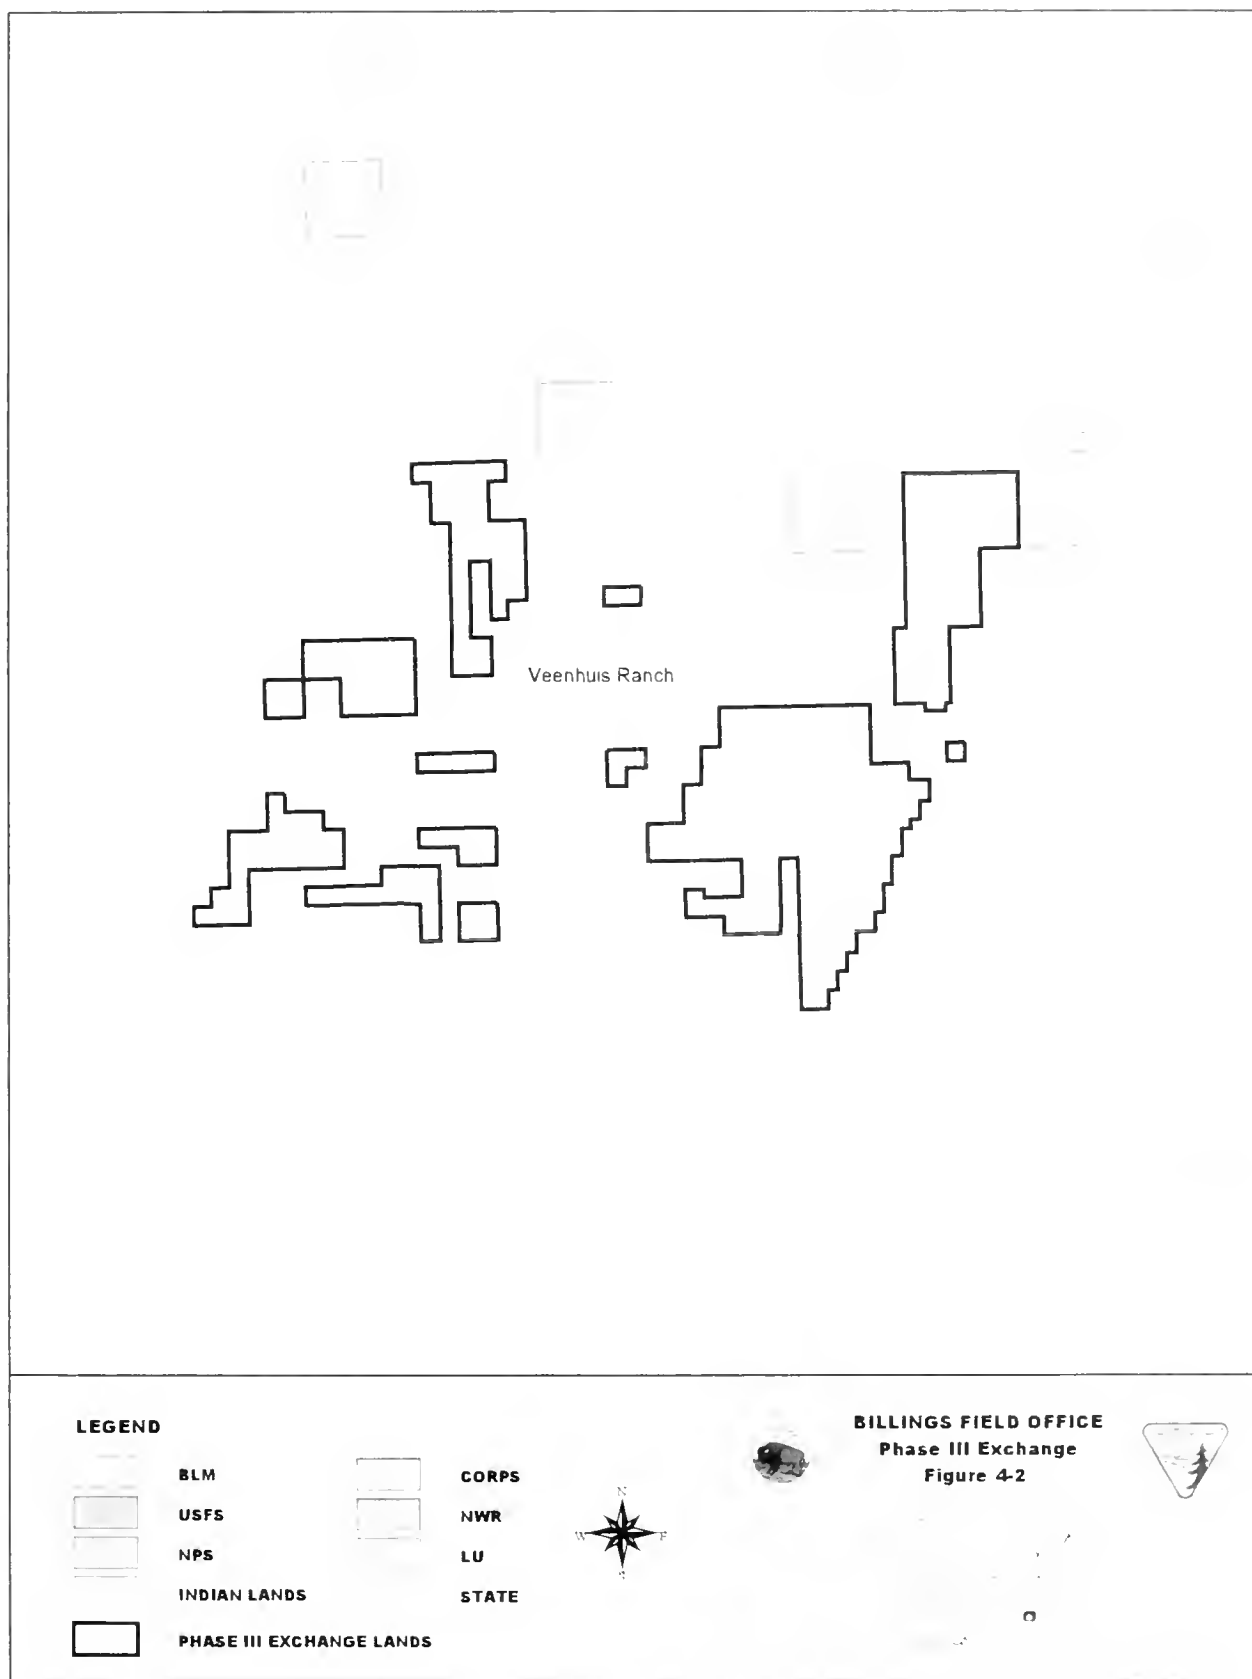 Veenhuis Ranch
LEGEND
BLM
USFS
NPS
INDIAN LANDS
PHASE III EXCHANGE LANDS
CORPS
NWR
LU
STATE
N
W
E
S
BILLINGS FIELD OFFICE
Phase III Exchange
Figure 4-2